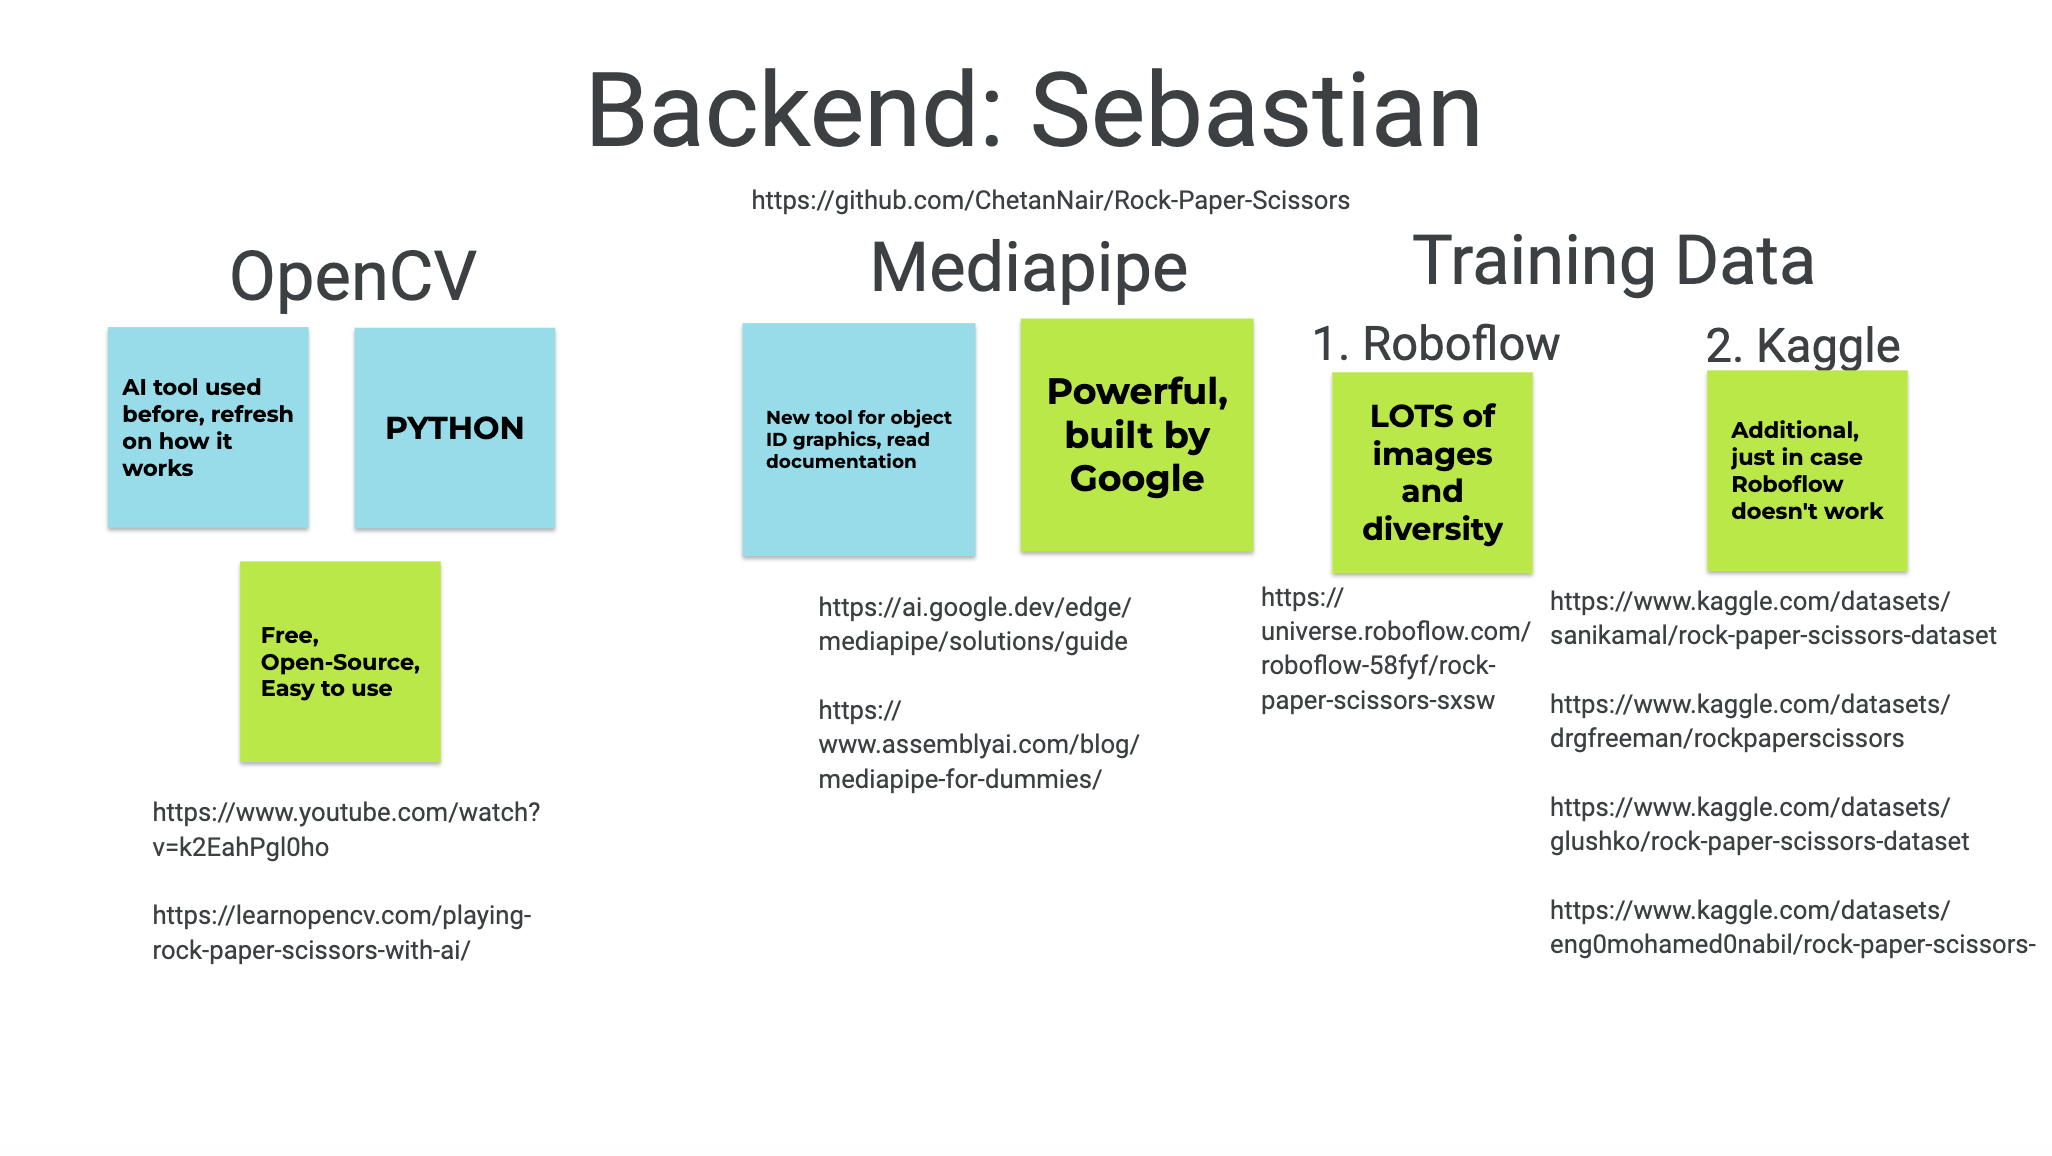 Backend: Sebastian
https://github.com/ChetanNair/Rock-Paper-Scissors
OpenCV
AI tool used
before, refresh
on how it
works
PYTHON
Free,
Open-Source,
Easy to use
https://www.youtube.com/watch?
v=k2EahPgl0ho
https://learnopencv.com/playing-
rock-paper-scissors-with-ai/
Mediapipe
New tool for object
ID graphics, read
documentation
Powerful,
built by
Google
https://ai.google.dev/edge/
mediapipe/solutions/guide
https://
www.assemblyai.com/blog/
mediapipe-for-dummies/
Training Data
1. Roboflow
LOTS of
images
and
diversity
https://
universe.roboflow.com/
roboflow-58fyf/rock-
paper-scissors-sxsw
2. Kaggle
Additional,
just in case
Roboflow
doesn't work
https://www.kaggle.com/datasets/
sanikamal/rock-paper-scissors-dataset
https://www.kaggle.com/datasets/
drgfreeman/rockpaperscissors
https://www.kaggle.com/datasets/
glushko/rock-paper-scissors-dataset
https://www.kaggle.com/datasets/
eng0mohamed0nabil/rock-paper-scissors-